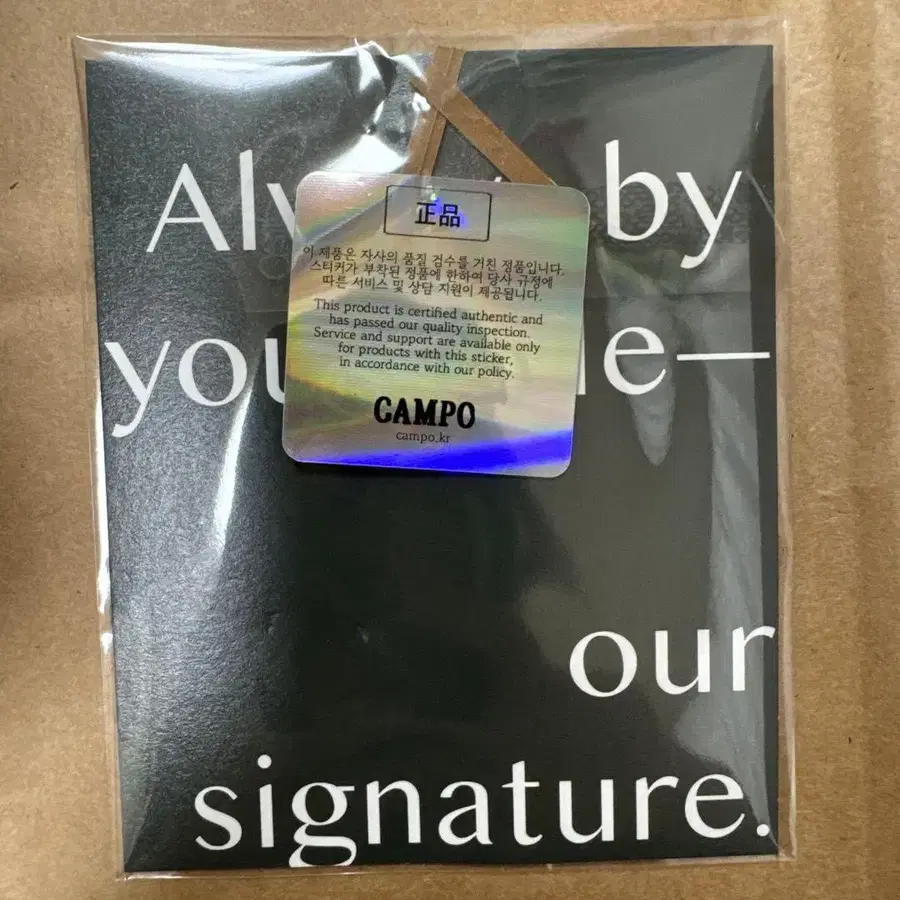 Alw by
you e—
our
signature.
正品
이 제품은 자사의 품질 검수를 거친 정품입니다.
스티커가 부착된 정품에 한하여 당사 규정에
따른 서비스 및 상담 지원이 제공됩니다.
This product is certified authentic and
has passed our quality inspection.
Service and support are available only
for products with this sticker,
in accordance with our policy.
CAMPO
campo.kr